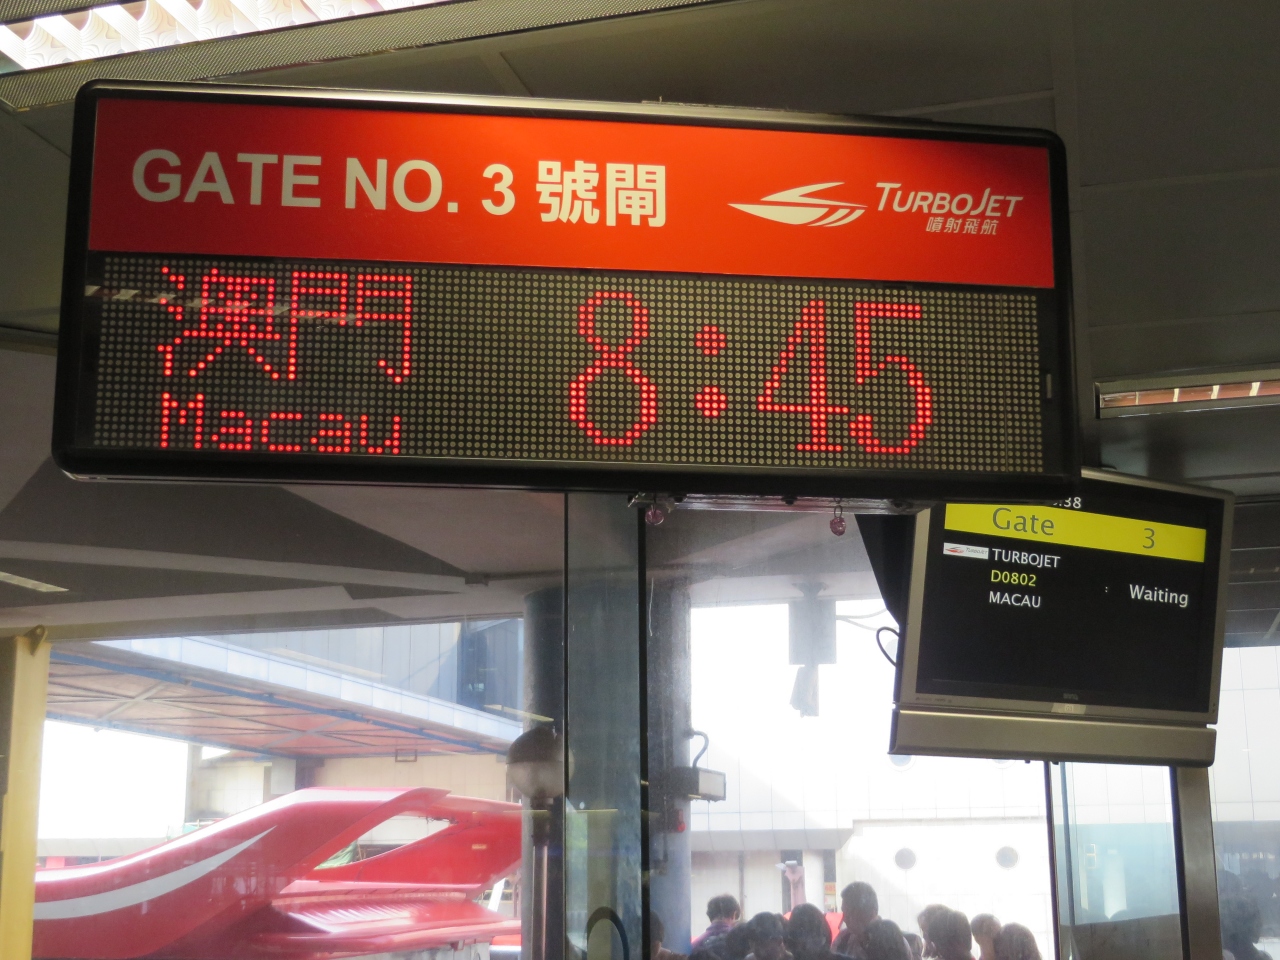 GATE NO. 3 號閘
TURBOJET
噴射飛航
澳門 8:45
Macau
:38
Gate 3
TURBOJET
D0802 : Waiting
MACAU